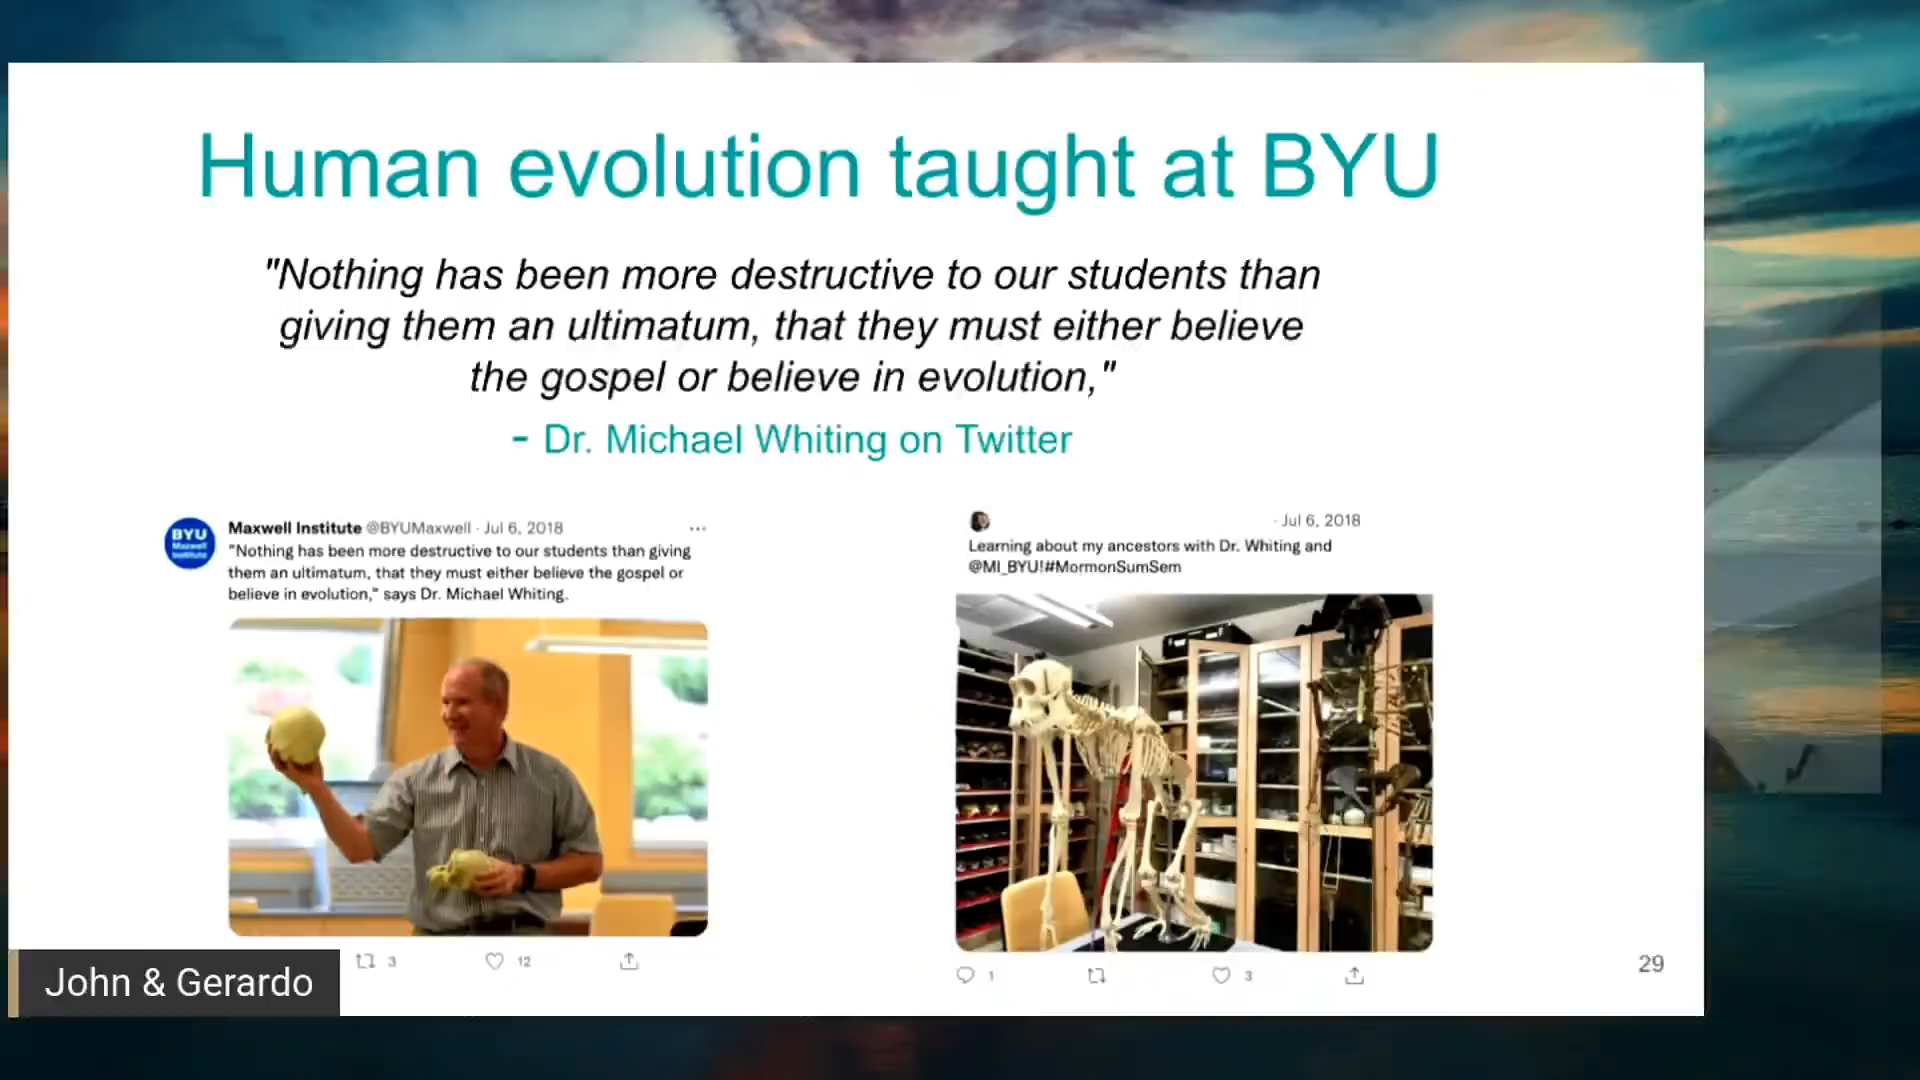 Human evolution taught at BYU
"Nothing has been more destructive to our students than
giving them an ultimatum, that they must either believe
the gospel or believe in evolution,"
- Dr. Michael Whiting on Twitter
BYU
Maxwell
Institute
Maxwell Institute @BYUMaxwell · Jul 6, 2018 ...
"Nothing has been more destructive to our students than giving
them an ultimatum, that they must either believe the gospel or
believe in evolution," says Dr. Michael Whiting.
3 12
· Jul 6, 2018
Learning about my ancestors with Dr. Whiting and
@MI_BYU!#MormonSumSem
1 3
29
John & Gerardo